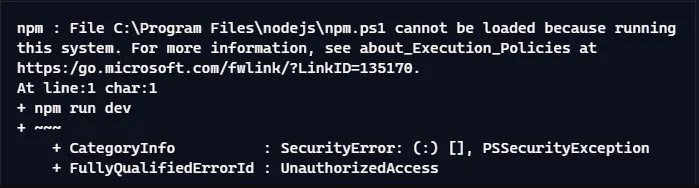 npm : File C:\Program Files\nodejs\npm.ps1 cannot be loaded because running
this system. For more information, see about_Execution_Policies at
https:/go.microsoft.com/fwlink/?LinkID=135170.
At line:1 char:1
+ npm run dev
+ ~~~
    + CategoryInfo          : SecurityError: (:) [], PSSecurityException
    + FullyQualifiedErrorId : UnauthorizedAccess